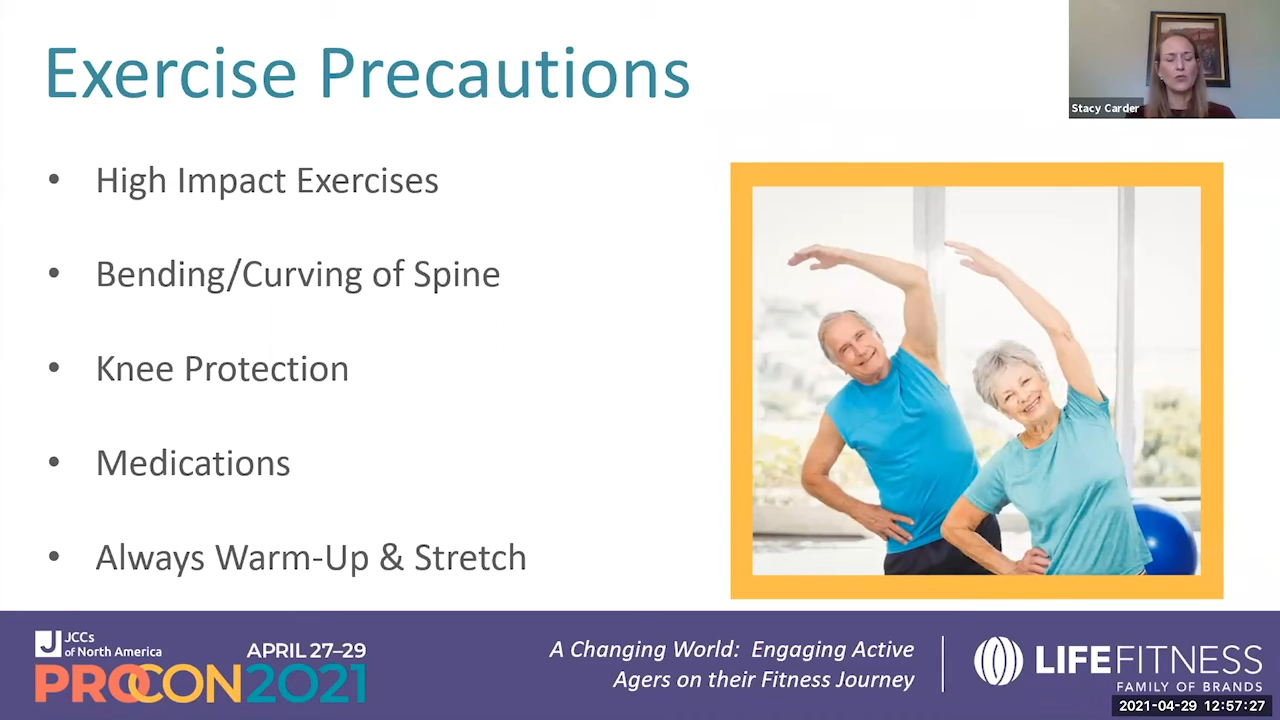 Exercise Precautions
Stacy Carder
• High Impact Exercises
• Bending/Curving of Spine
• Knee Protection
• Medications
• Always Warm-Up & Stretch
J JCCs
of North America
APRIL 27–29
PROCON2021
A Changing World: Engaging Active
Agers on their Fitness Journey
LIFEFITNESS
FAMILY OF BRANDS
2021-04-29 12:57:27